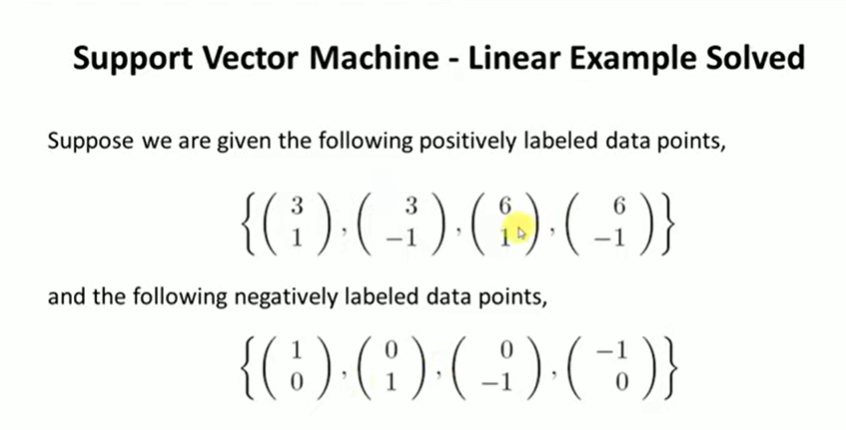 Support Vector Machine - Linear Example Solved
Suppose we are given the following positively labeled data points,
{( 3 1 ), ( 3 −1 ), ( 6 1 ), ( 6 −1 )}
and the following negatively labeled data points,
{( 1 0 ), ( 0 1 ), ( 0 −1 ), ( −1 0 )}